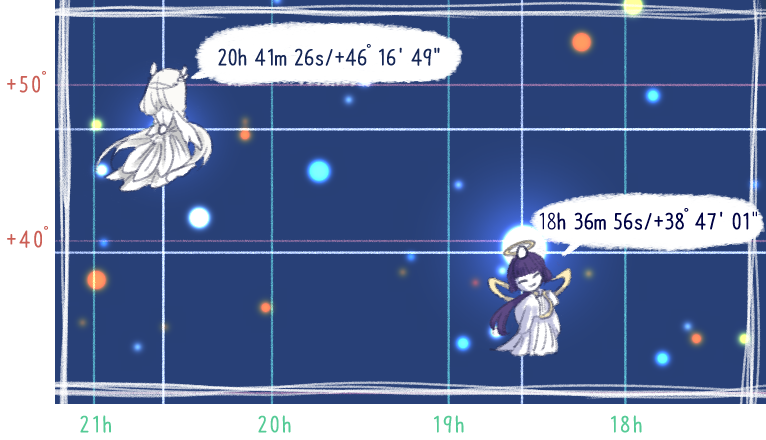 20h 41m 26s/+46° 16' 49"
+50°
18h 36m 56s/+38° 47' 01"
+40°
21h
20h
19h
18h